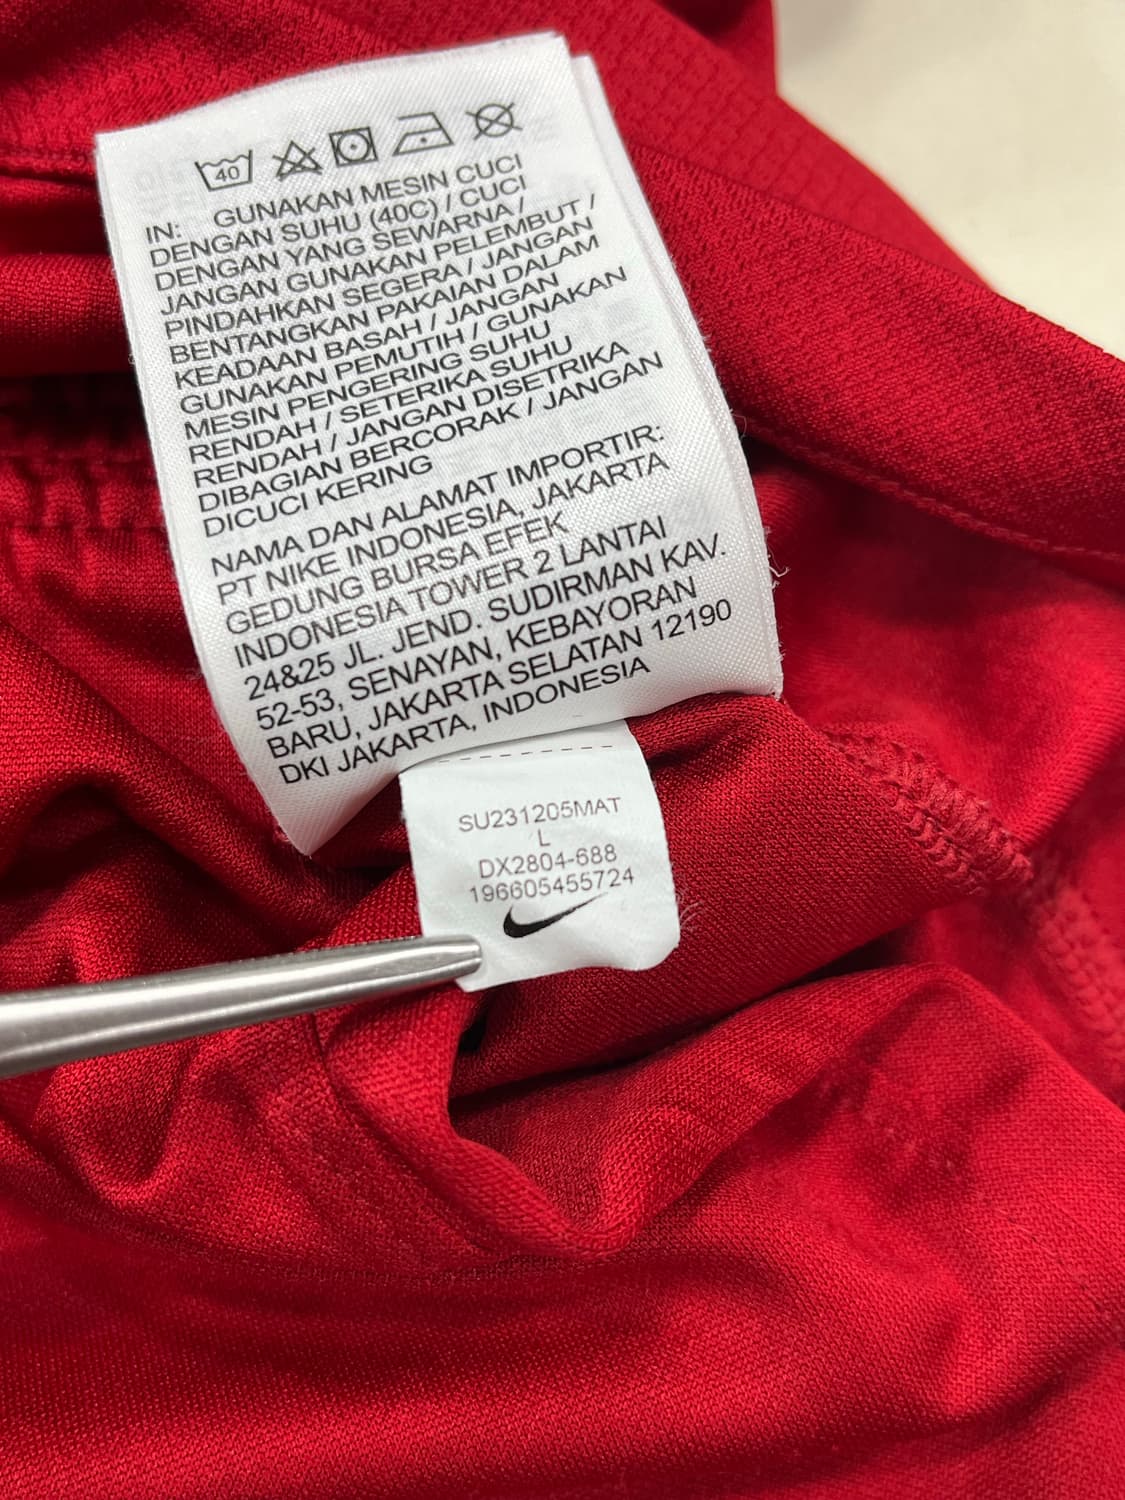 40
IN: GUNAKAN MESIN CUCI
DENGAN SUHU (40C) / CUCI
DENGAN YANG SEWARNA /
JANGAN GUNAKAN PELEMBUT /
PINDAHKAN SEGERA / JANGAN
BENTANGKAN PAKAIAN DALAM
KEADAAN BASAH / JANGAN
GUNAKAN PEMUTIH / GUNAKAN
MESIN PENGERING SUHU
RENDAH / SETERIKA SUHU
RENDAH / JANGAN DISETRIKA
DIBAGIAN BERCORAK / JANGAN
DICUCI KERING
NAMA DAN ALAMAT IMPORTIR:
PT NIKE INDONESIA, JAKARTA
GEDUNG BURSA EFEK
INDONESIA TOWER 2 LANTAI
24&25 JL. JEND. SUDIRMAN KAV.
52-53, SENAYAN, KEBAYORAN
BARU, JAKARTA SELATAN 12190
DKI JAKARTA, INDONESIA
SU231205MAT
L
DX2804-688
196605455724